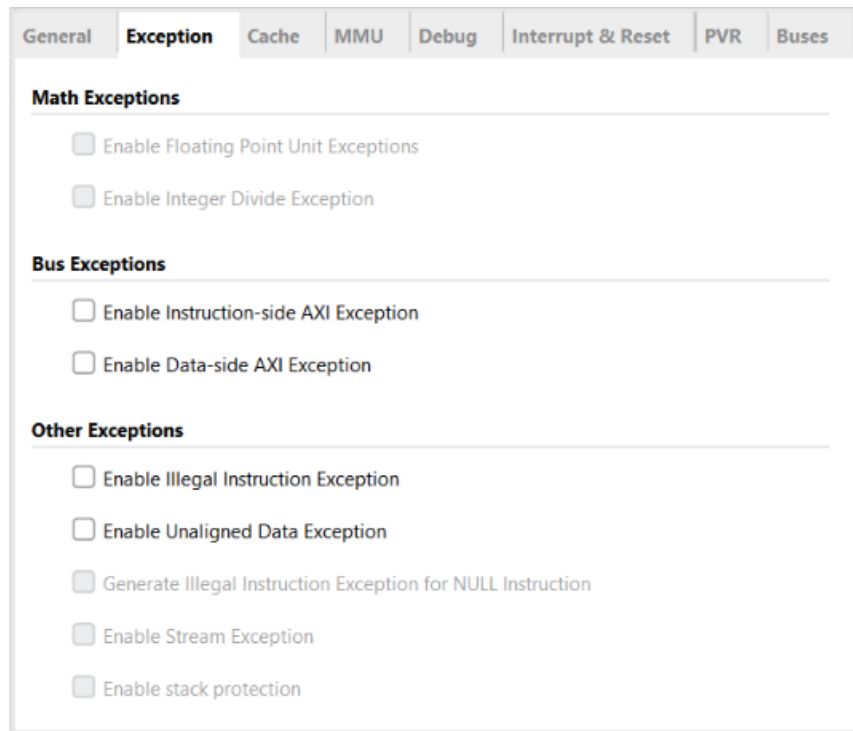 General Exception Cache MMU Debug Interrupt & Reset PVR Buses
Math Exceptions
Enable Floating Point Unit Exceptions
Enable Integer Divide Exception
Bus Exceptions
Enable Instruction-side AXI Exception
Enable Data-side AXI Exception
Other Exceptions
Enable Illegal Instruction Exception
Enable Unaligned Data Exception
Generate Illegal Instruction Exception for NULL Instruction
Enable Stream Exception
Enable stack protection